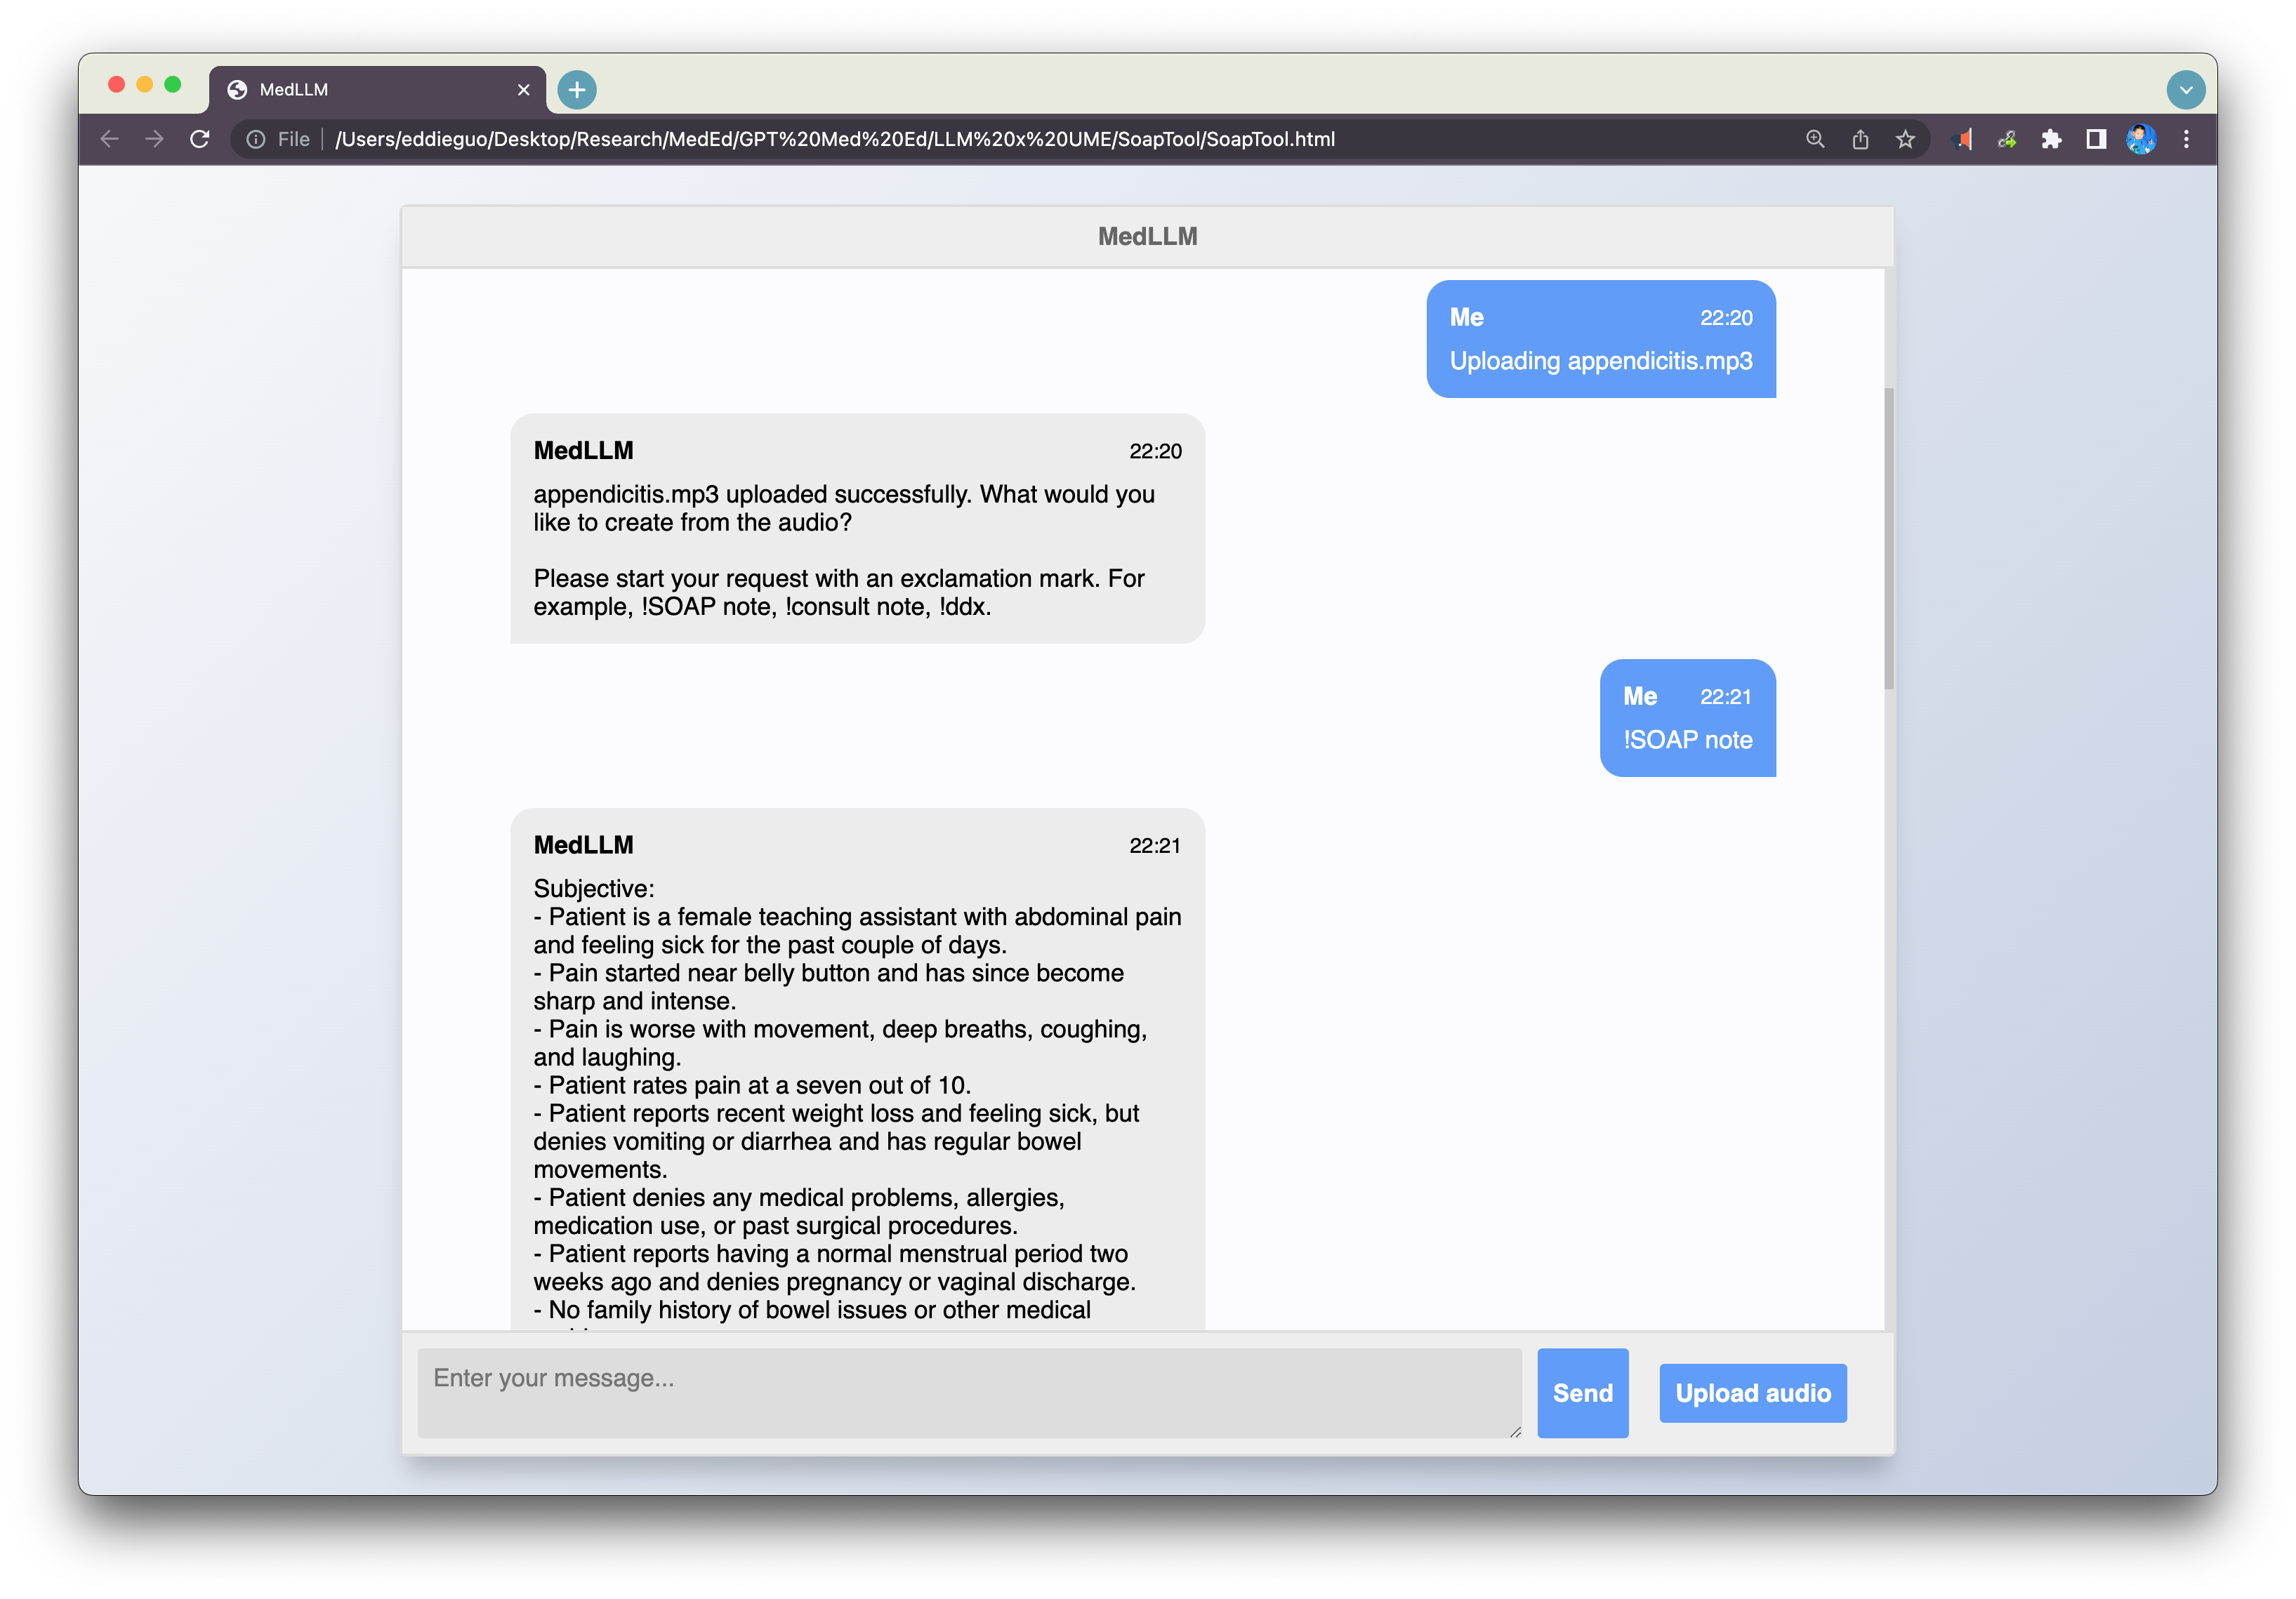 MedLLM
File
/Users/eddieguo/Desktop/Research/MedEd/GPT%20Med%20Ed/LLM%20x%20UME/SoapTool/SoapTool.html
MedLLM
Me 22:20
Uploading appendicitis.mp3
MedLLM 22:20
appendicitis.mp3 uploaded successfully. What would you
like to create from the audio?
Please start your request with an exclamation mark. For
example, !SOAP note, !consult note, !ddx.
Me 22:21
!SOAP note
MedLLM 22:21
Subjective:
- Patient is a female teaching assistant with abdominal pain
and feeling sick for the past couple of days.
- Pain started near belly button and has since become
sharp and intense.
- Pain is worse with movement, deep breaths, coughing,
and laughing.
- Patient rates pain at a seven out of 10.
- Patient reports recent weight loss and feeling sick, but
denies vomiting or diarrhea and has regular bowel
movements.
- Patient denies any medical problems, allergies,
medication use, or past surgical procedures.
- Patient reports having a normal menstrual period two
weeks ago and denies pregnancy or vaginal discharge.
- No family history of bowel issues or other medical
Enter your message...
Send
Upload audio